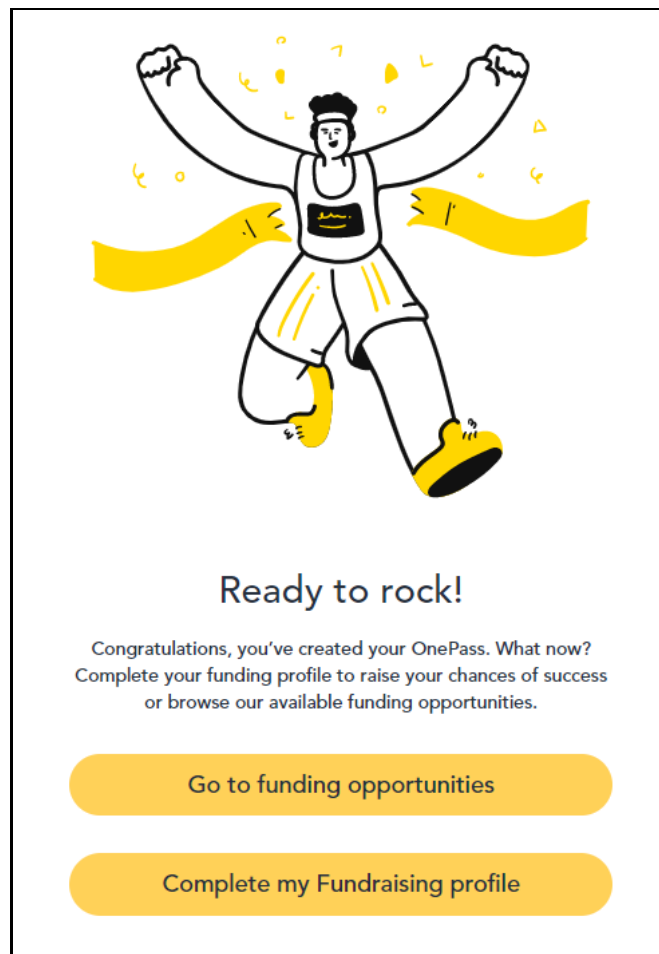 Ready to rock!
Congratulations, you’ve created your OnePass. What now?
Complete your funding profile to raise your chances of success
or browse our available funding opportunities.
Go to funding opportunities
Complete my Fundraising profile